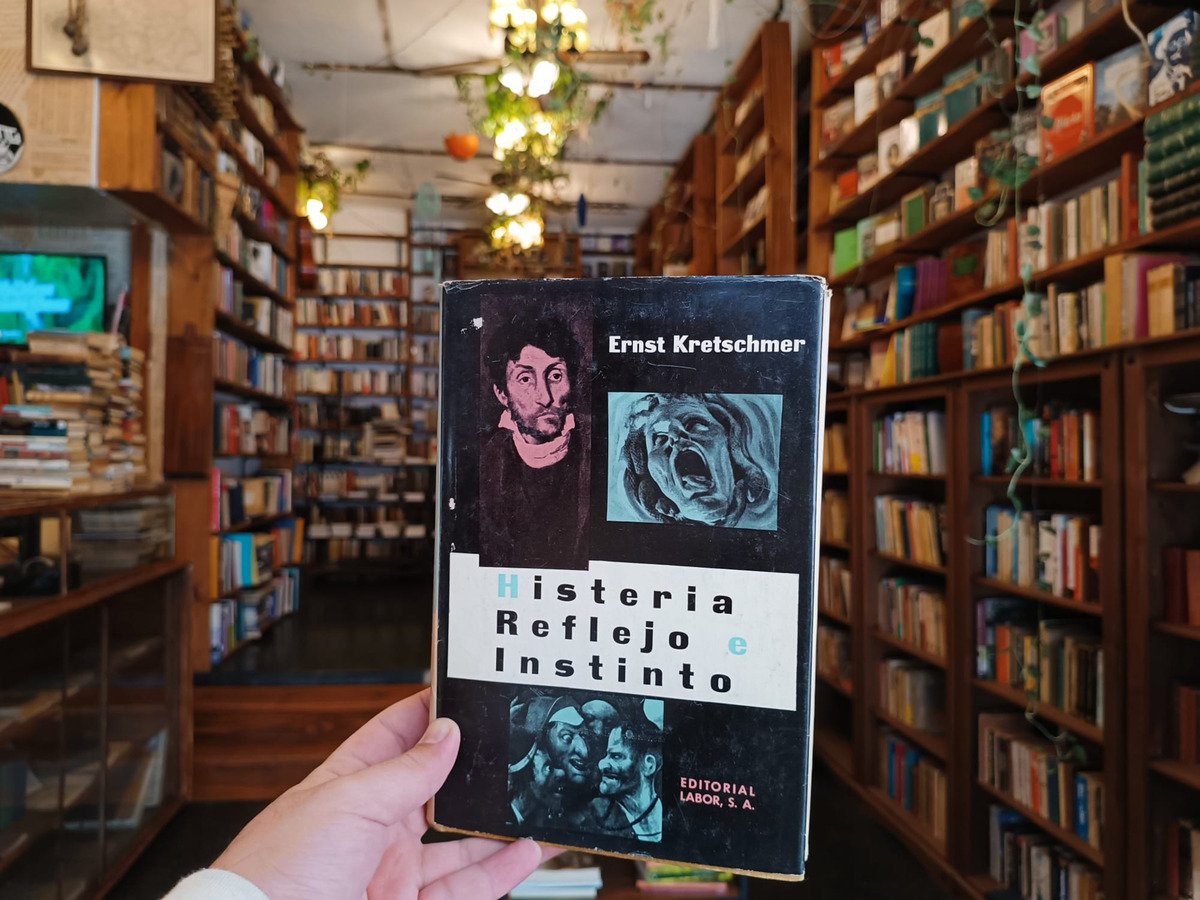 Ernst Kretschmer
Histeria
Reflejo e
Instinto
EDITORIAL
LABOR, S. A.